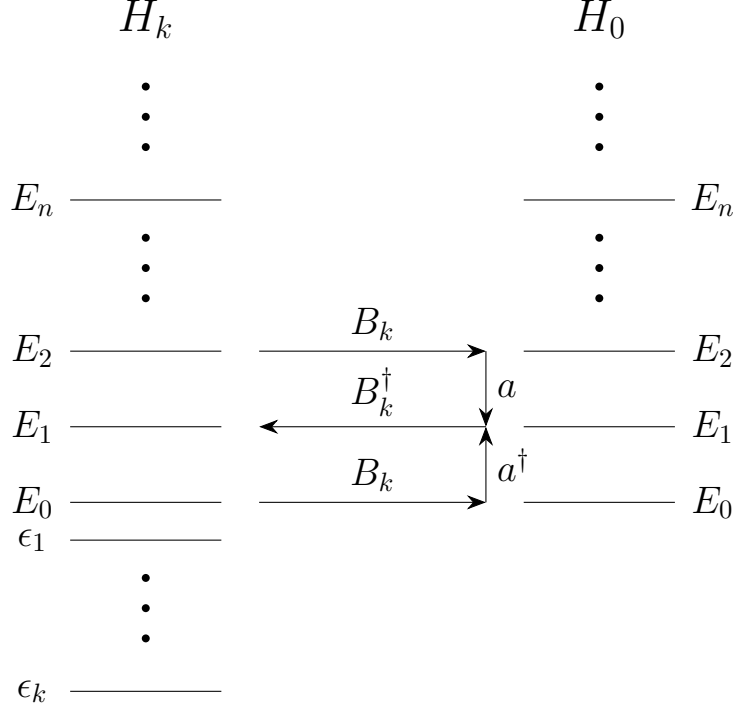 H_k H_0
E_n E_n
E_2 B_k E_2
a
E_1 B_k^† E_1
a^†
E_0 B_k E_0
ϵ_1
ϵ_k